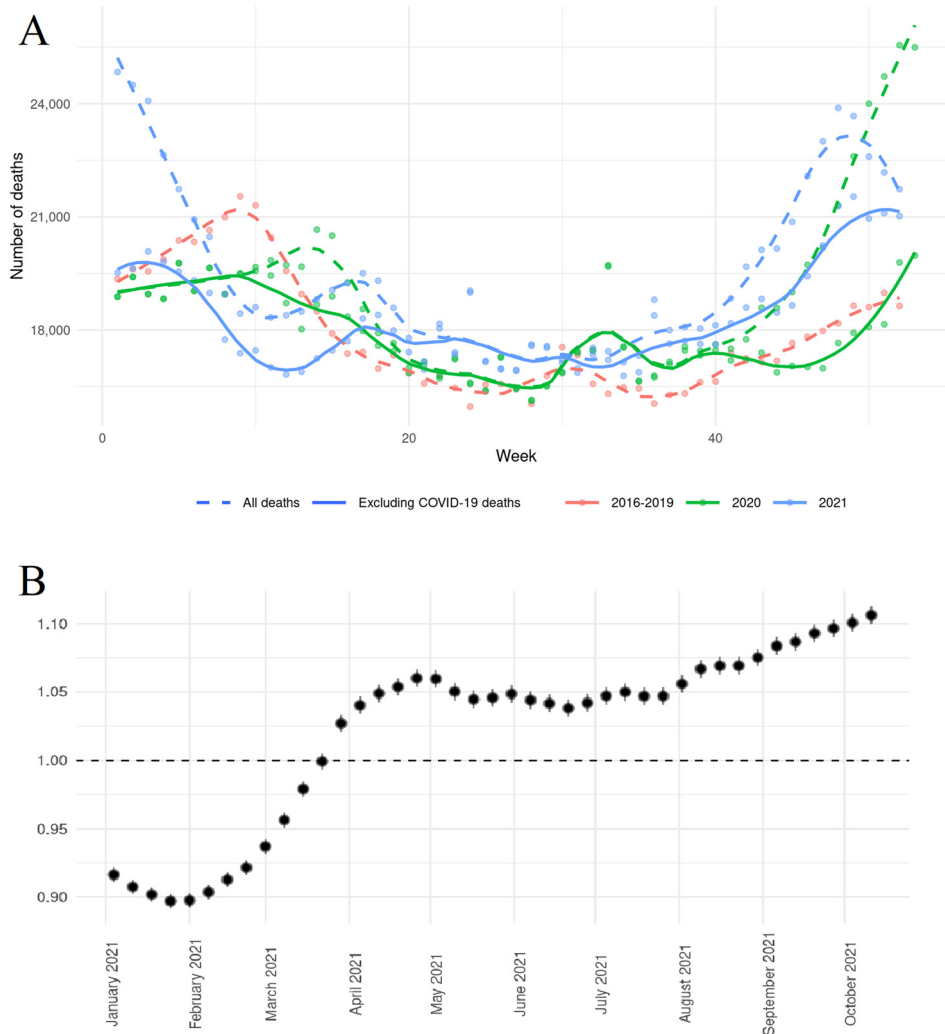 A
24,000
21,000
18,000
Number of deaths
0 20 40
Week
All deaths Excluding COVID-19 deaths 2016-2019 2020 2021
B
1.10
1.05
1.00
0.95
0.90
January 2021
February 2021
March 2021
April 2021
May 2021
June 2021
July 2021
August 2021
September 2021
October 2021